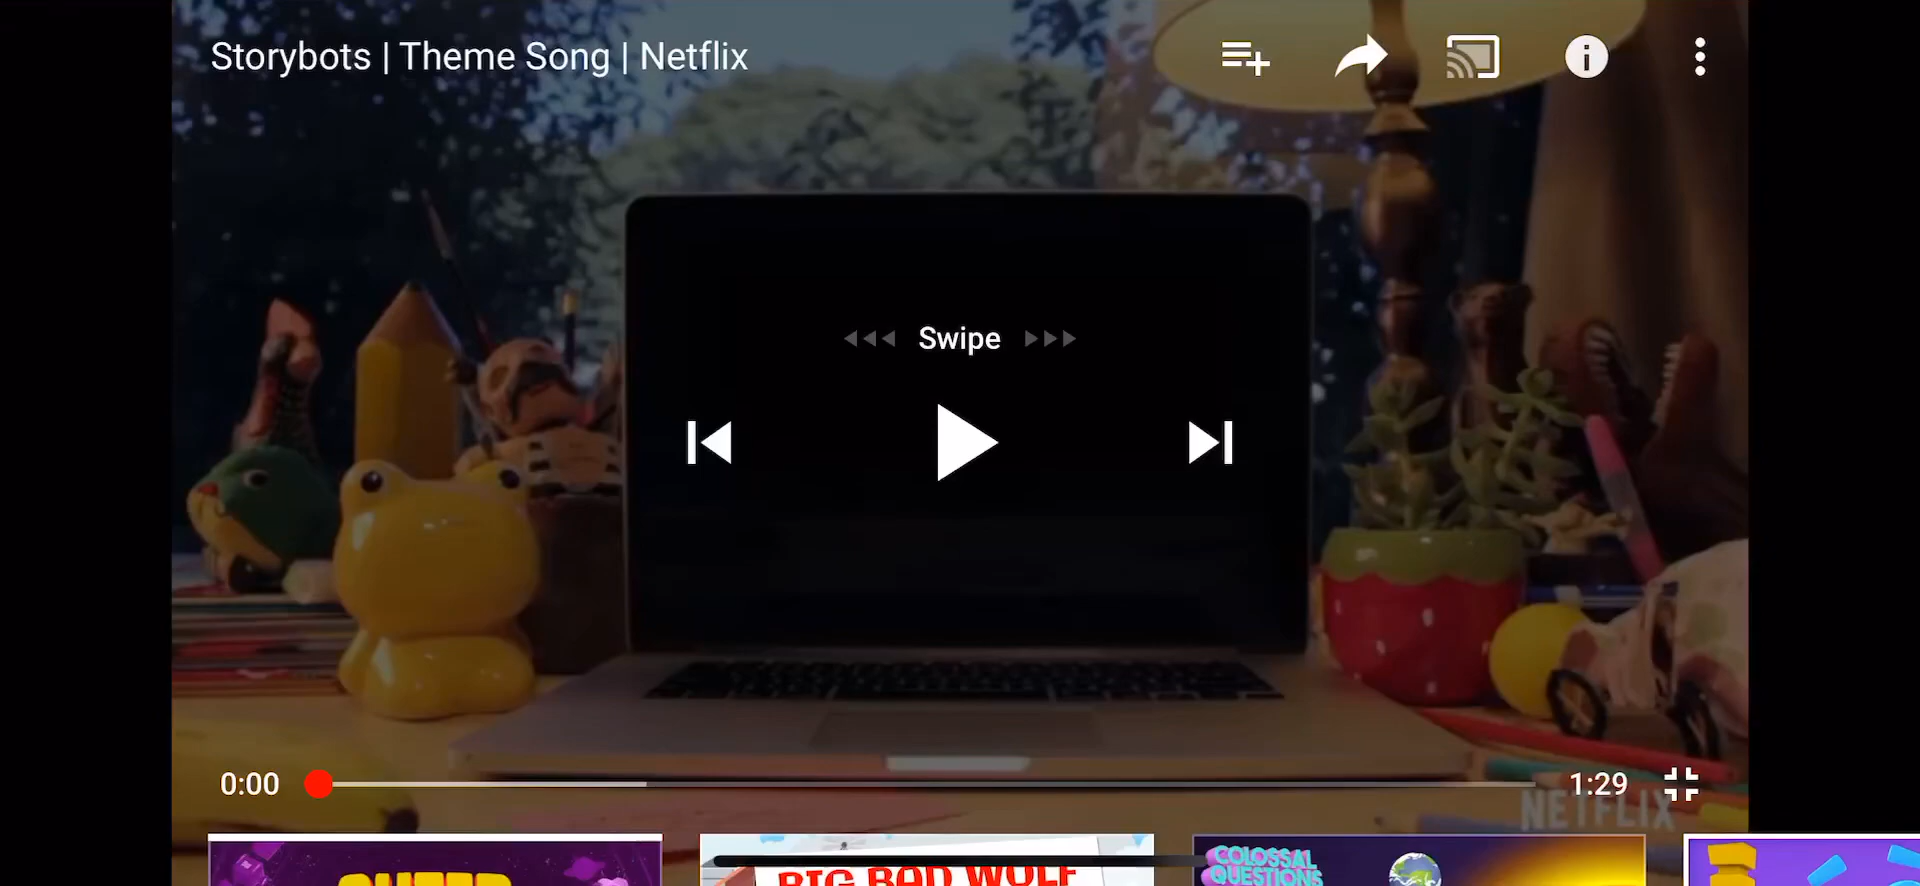 Storybots | Theme Song | Netflix
Swipe
0:00
1:29
NETFLIX
BIG BAD WOLF
COLOSSAL
QUESTIONS